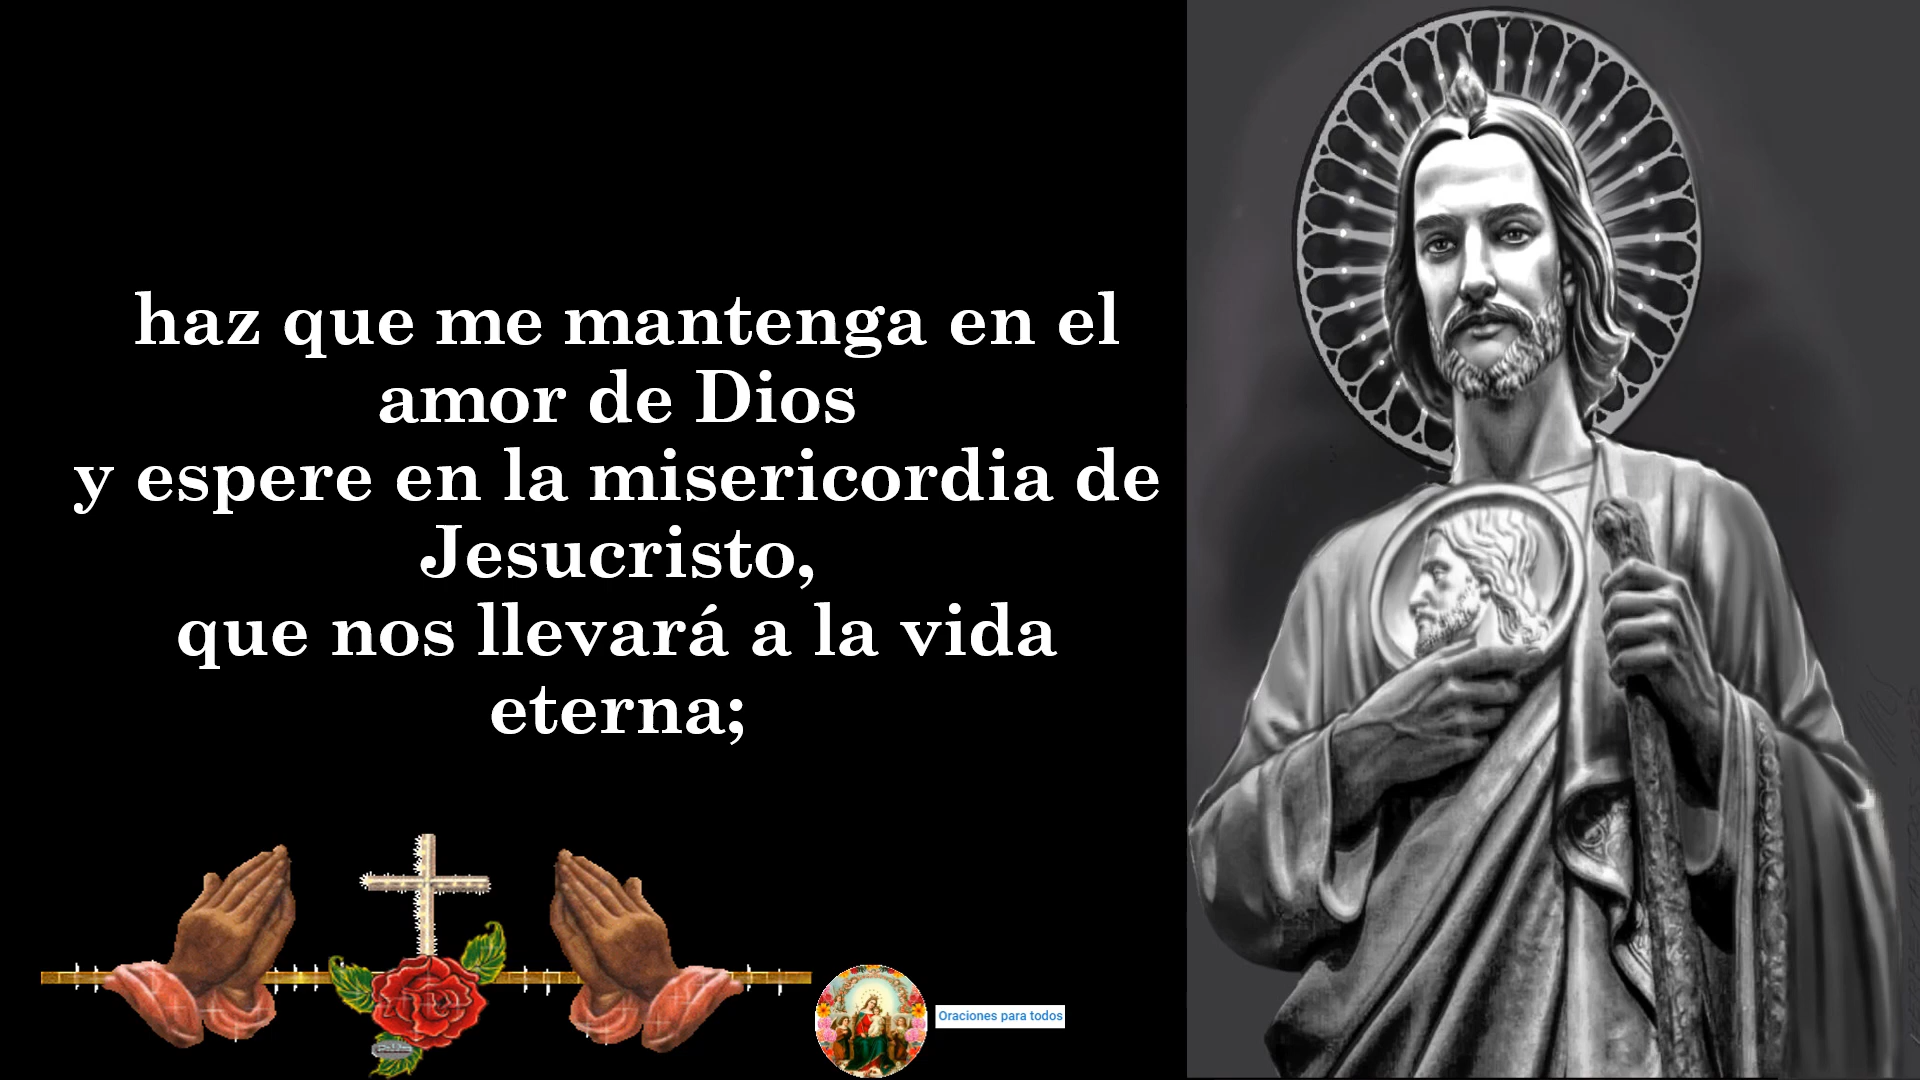 haz que me mantenga en el
amor de Dios
y espere en la misericordia de
Jesucristo,
que nos llevará a la vida
eterna;
Oraciones para todos